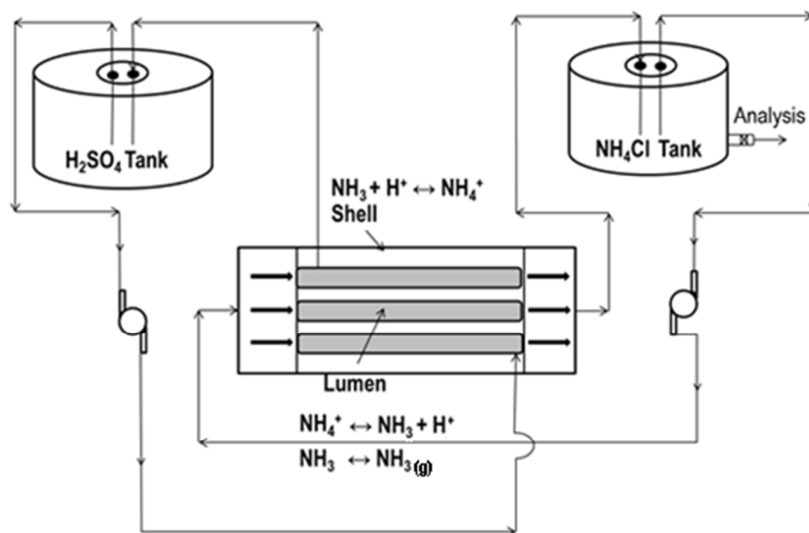 Analysis
H₂SO₄ Tank
NH₄Cl Tank
NH₃ + H⁺ ↔ NH₄⁺
Shell
Lumen
NH₄⁺ ↔ NH₃ + H⁺
NH₃ ↔ NH₃(g)